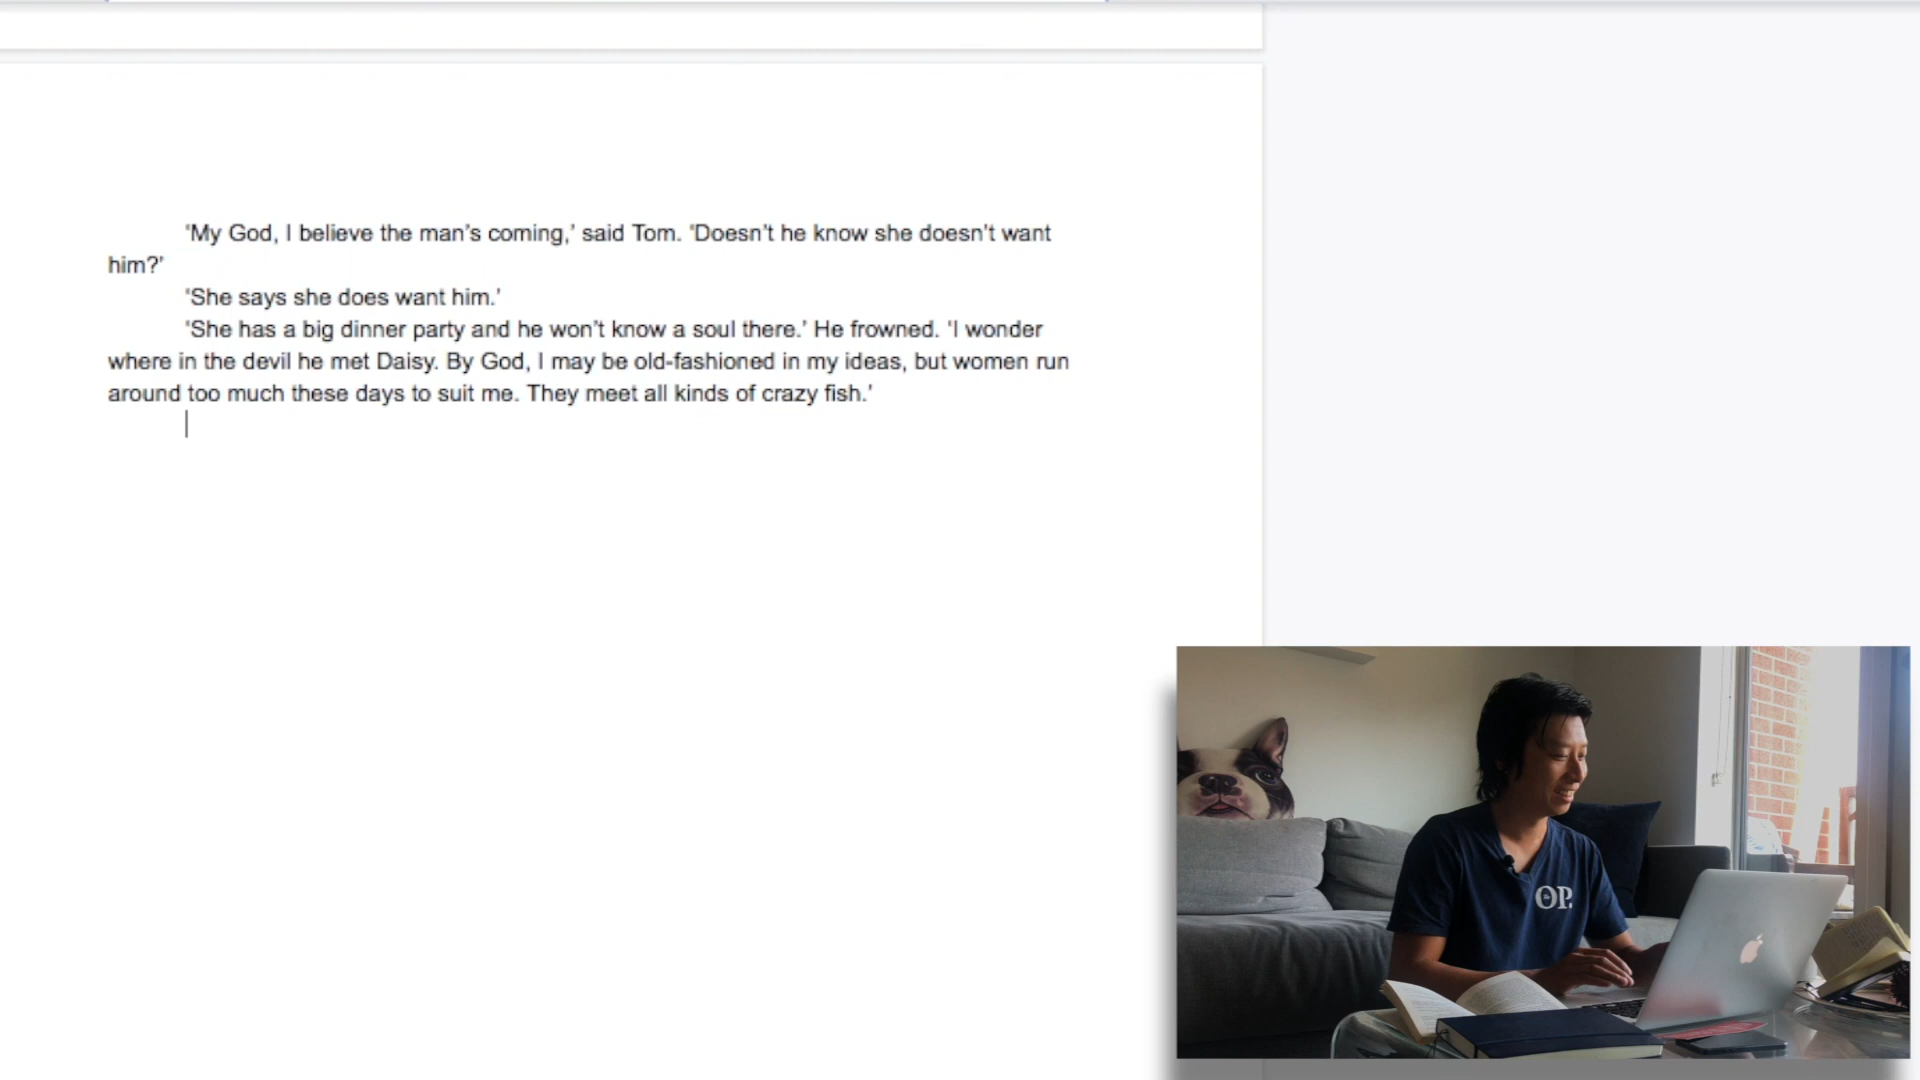 ‘My God, I believe the man’s coming,’ said Tom. ‘Doesn’t he know she doesn’t want
him?’
‘She says she does want him.’
‘She has a big dinner party and he won’t know a soul there.’ He frowned. ‘I wonder
where in the devil he met Daisy. By God, I may be old-fashioned in my ideas, but women run
around too much these days to suit me. They meet all kinds of crazy fish.’
OP.